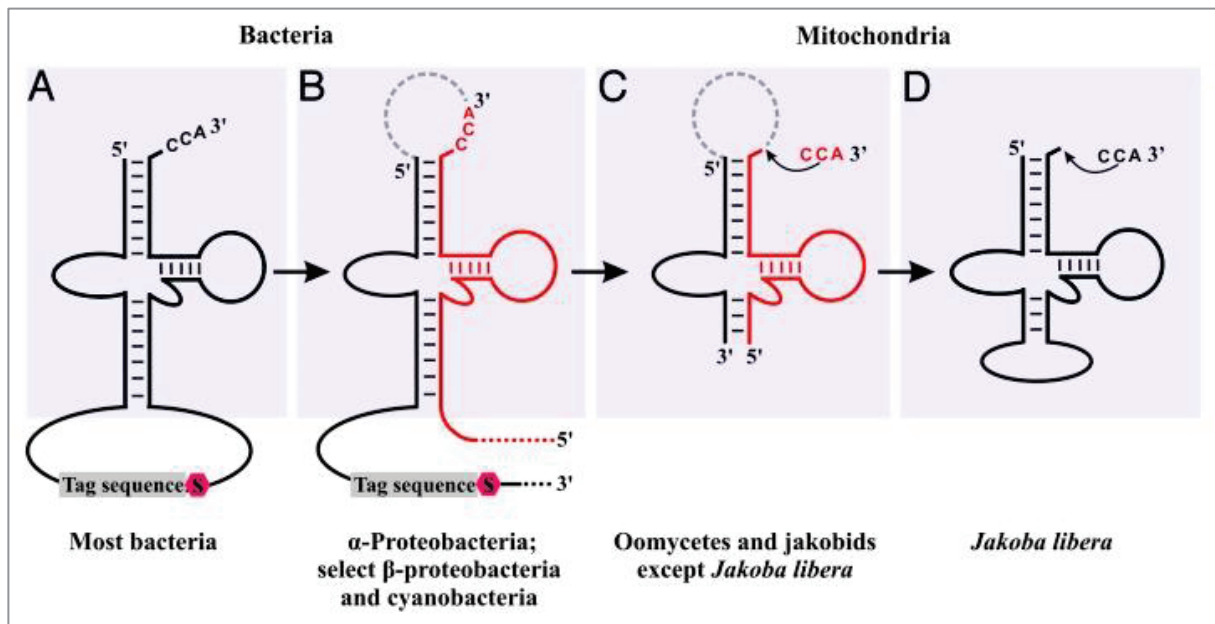 Bacteria
Mitochondria
A
B
C
D
5'
CCA 3'
3'
A
C
C
5'
CCA 3'
5'
5'
CCA 3'
3' 5'
5'
Tag sequence S
Tag sequence S
3'
Most bacteria
α-Proteobacteria;
select β-proteobacteria
and cyanobacteria
Oomycetes and jakobids
except Jakoba libera
Jakoba libera